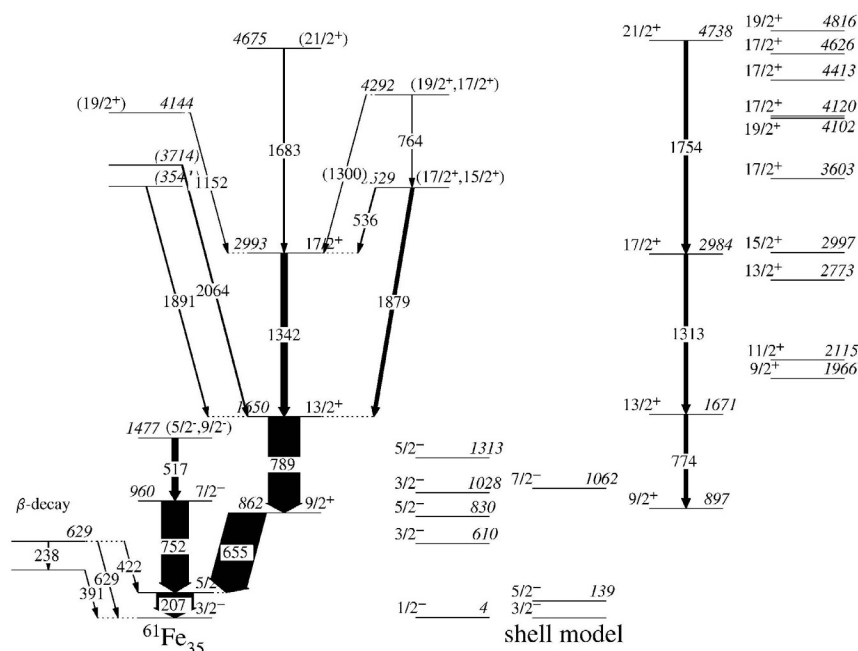 4675 (21/2+) 21/2+ 4738 19/2+ 4816
17/2+ 4626
4292 (19/2+,17/2+) 17/2+ 4413
(19/2+) 4144 17/2+ 4120
764 19/2+ 4102
1683 1754
(3714) (1300) 17/2+ 3603
1152 (17/2+,15/2+)
536
2993 17/2+ 17/2+ 2984 15/2+ 2997
13/2+ 2773
1891 2064 1879
1342 1313
11/2+ 2115
9/2+ 1966
1650 13/2+ 13/2+ 1671
1477 (5/2-,9/2-) 5/2− 1313
517 789 774
960 7/2− 3/2− 1028 7/2− 1062
862 9/2+ 5/2− 830 9/2+ 897
β-decay
629 3/2− 610
238 752 655
629 422
391 207 5/2− 139
3/2− 1/2− 4 3/2−
61Fe35 shell model